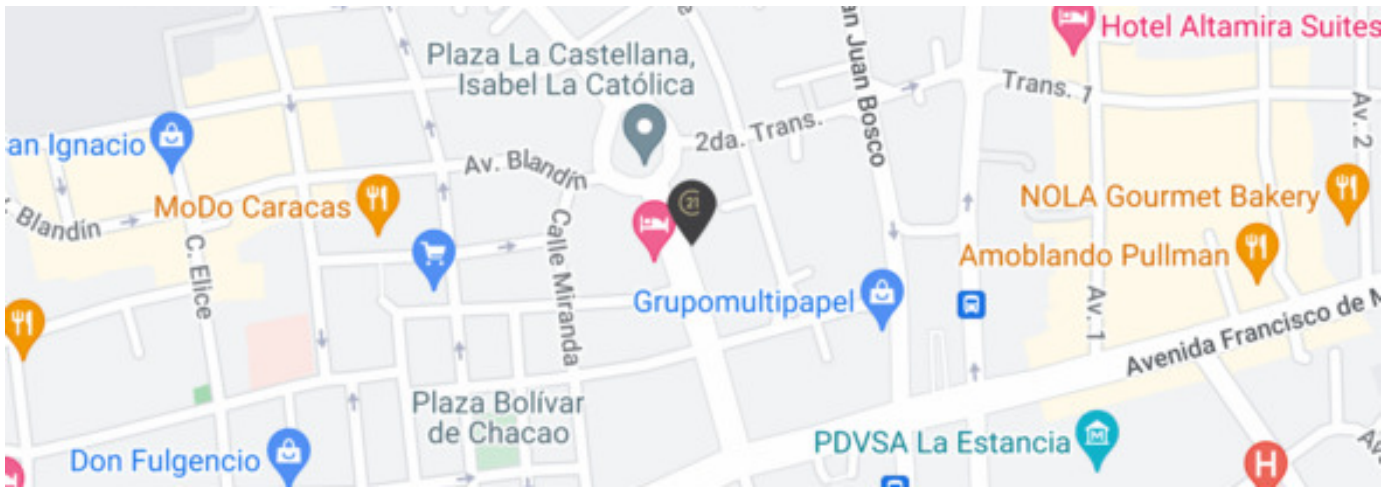 Hotel Altamira Suites
an Juan Bosco
Plaza La Castellana,
Isabel La Católica
Trans. 1
Av. 2
2da. Trans.
an Ignacio
Av. Blandín
NOLA Gourmet Bakery
MoDo Caracas
21
. Blandín
C. Elice
Calle Miranda
Amoblando Pullman
Grupomultipapel
Av. 1
Avenida Francisco de M
Plaza Bolívar
de Chacao
PDVSA La Estancia
M
Don Fulgencio
H
Av